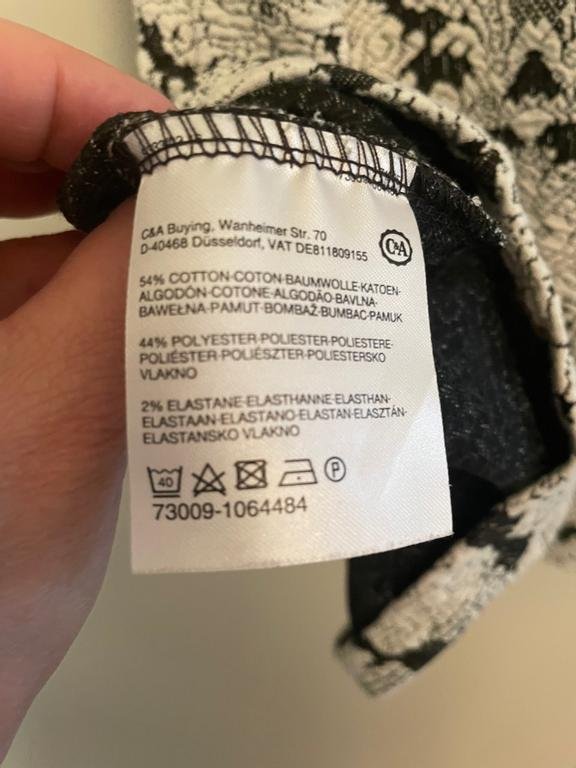 C&A Buying, Wanheimer Str. 70
D-40468 Düsseldorf, VAT DE811809155
C&A
54% COTTON·COTON·BAUMWOLLE·KATOEN·
ALGODÓN·COTONE·ALGODÃO·BAVLNA·
BAWEŁNA·PAMUT·BOMBAŽ·BUMBAC·PAMUK
44% POLYESTER·POLIESTER·POLIESTERE·
POLIÉSTER·POLIÉSZTER·POLIESTERSKO
VLAKNO
2% ELASTANE·ELASTHANNE·ELASTHAN·
ELASTAAN·ELASTANO·ELASTAN·ELASZTÁN·
ELASTANSKO VLAKNO
40
P
73009-1064484